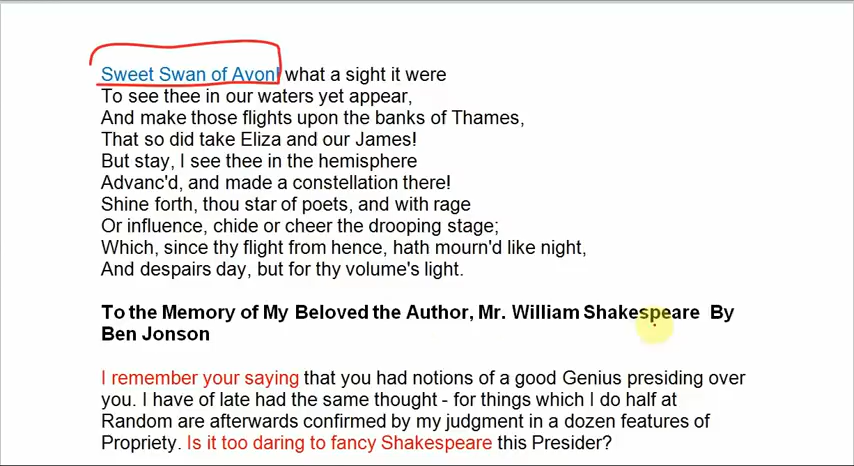 Sweet Swan of Avon! what a sight it were
To see thee in our waters yet appear,
And make those flights upon the banks of Thames,
That so did take Eliza and our James!
But stay, I see thee in the hemisphere
Advanc'd, and made a constellation there!
Shine forth, thou star of poets, and with rage
Or influence, chide or cheer the drooping stage;
Which, since thy flight from hence, hath mourn'd like night,
And despairs day, but for thy volume's light.
To the Memory of My Beloved the Author, Mr. William Shakespeare By
Ben Jonson
I remember your saying that you had notions of a good Genius presiding over
you. I have of late had the same thought - for things which I do half at
Random are afterwards confirmed by my judgment in a dozen features of
Propriety. Is it too daring to fancy Shakespeare this Presider?